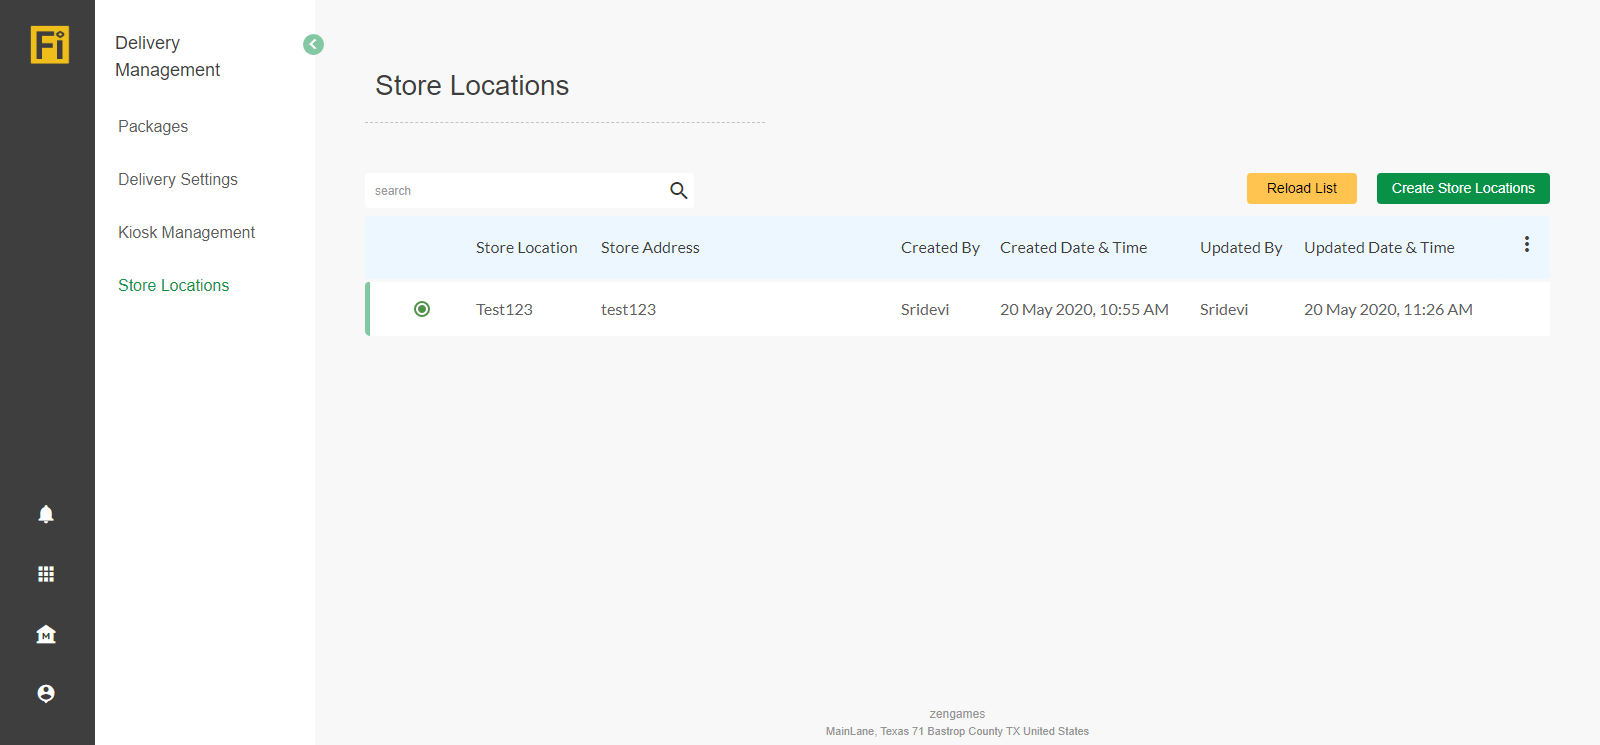 Fi
Delivery
Management
Packages
Delivery Settings
Kiosk Management
Store Locations
M
Store Locations
search
Reload List
Create Store Locations
Store Location Store Address Created By Created Date & Time Updated By Updated Date & Time
Test123 test123 Sridevi 20 May 2020, 10:55 AM Sridevi 20 May 2020, 11:26 AM
zengames
MainLane, Texas 71 Bastrop County TX United States